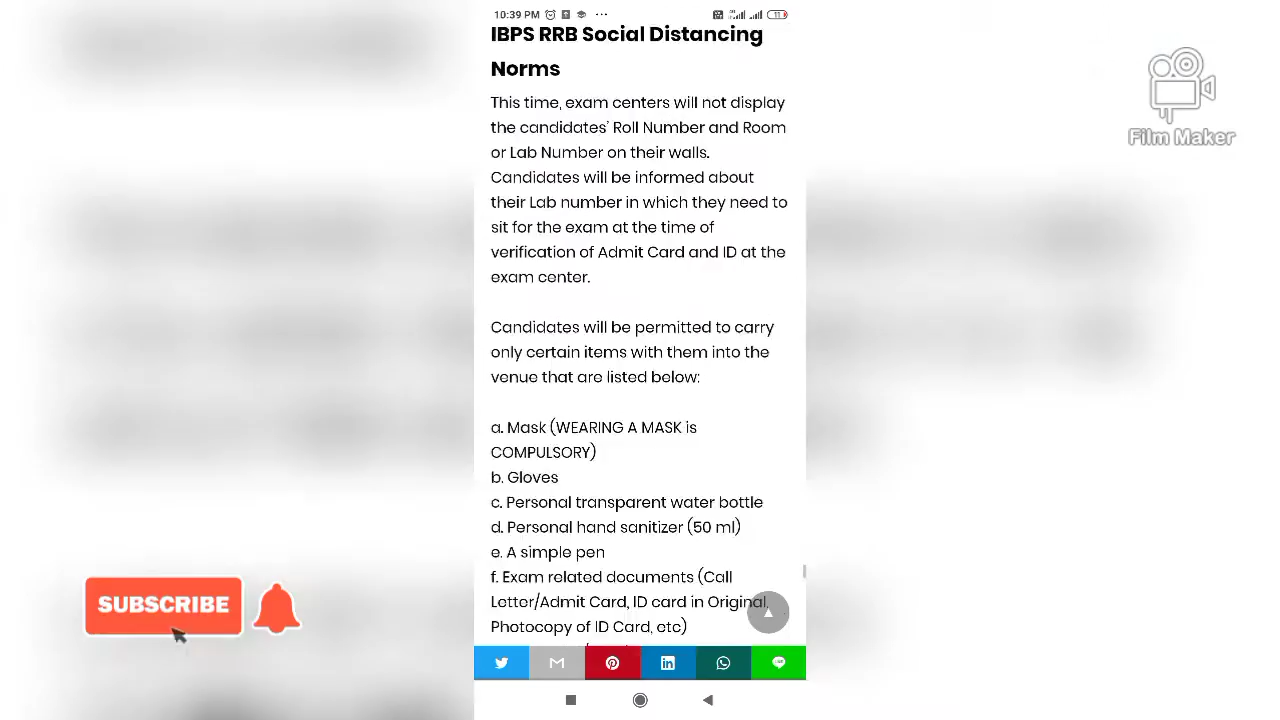 10:39 PM
11
IBPS RRB Social Distancing
Norms
This time, exam centers will not display
the candidates’ Roll Number and Room
or Lab Number on their walls.
Candidates will be informed about
their Lab number in which they need to
sit for the exam at the time of
verification of Admit Card and ID at the
exam center.
Candidates will be permitted to carry
only certain items with them into the
venue that are listed below:
a. Mask (WEARING A MASK is
COMPULSORY)
b. Gloves
c. Personal transparent water bottle
d. Personal hand sanitizer (50 ml)
e. A simple pen
f. Exam related documents (Call
Letter/Admit Card, ID card in Original,
Photocopy of ID Card, etc)
Film Maker
SUBSCRIBE